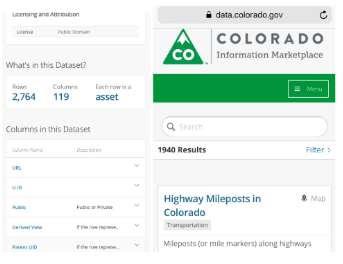 Licensing and Attribution
License Public Domain
What's in this Dataset?
Rows Columns Each row is a
2,764 119 asset
Columns in this Dataset
Column Name Description
URL
U ID
Public Public or Private
Derived View if the row represe...
Parent UID if the row represe...
data.colorado.gov
CO
COLORADO
Information Marketplace
Menu
Search
1940 Results Filter >
Highway Mileposts in Map
Colorado
Transportation
Mileposts (or mile markers) along highways